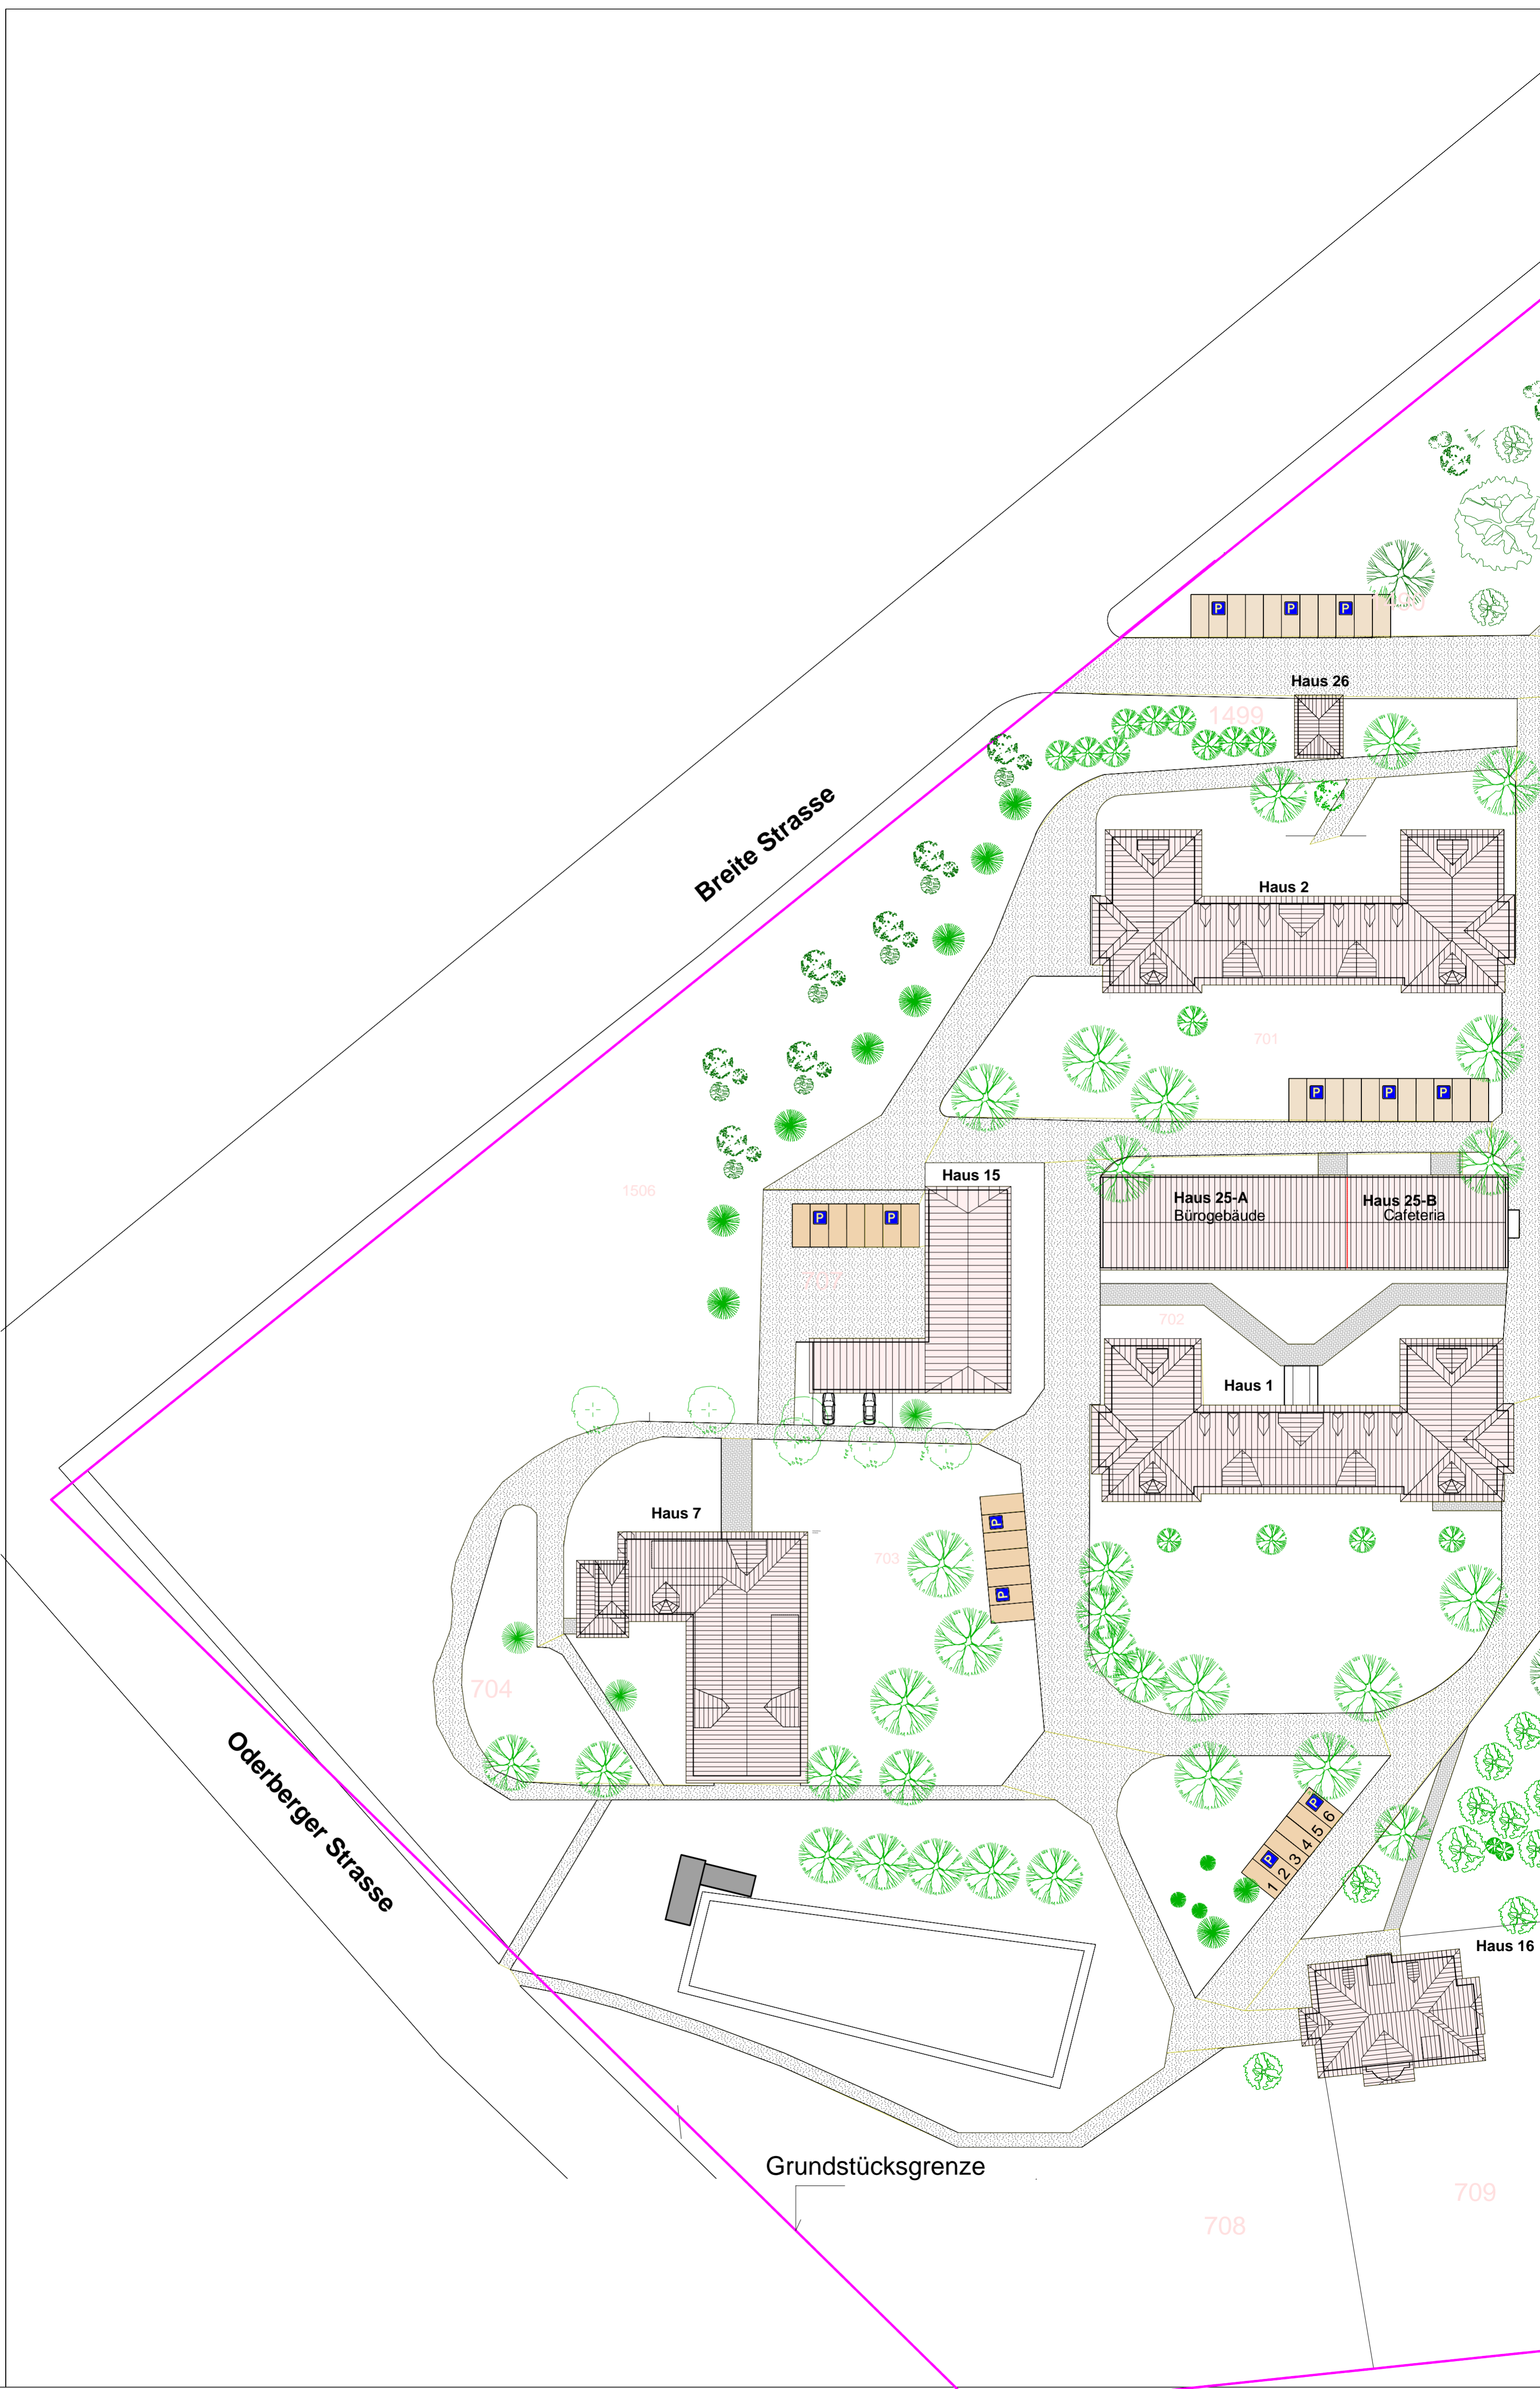 P P P
Haus 26
1499
Breite Strasse
Haus 2
701
P P P
Haus 15
1506
Haus 25-A
Bürogebäude
Haus 25-B
Cafeteria
P P
702
Haus 1
Haus 7
P
703
P
704
Oderberger Strasse
P
P
1 2 3 4 5 6
Haus 16
Grundstücksgrenze
709
708